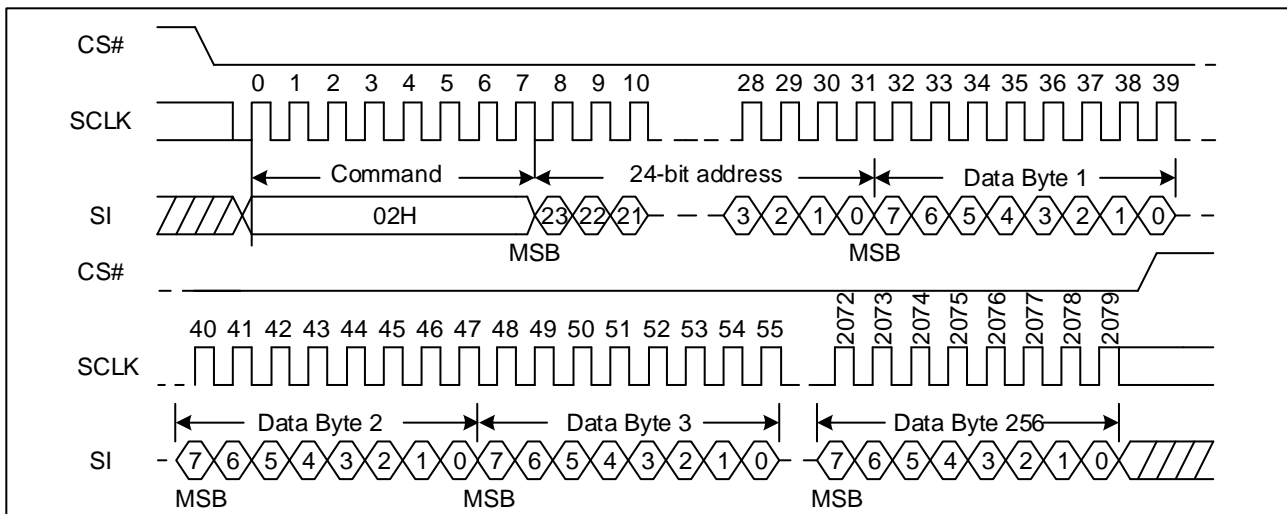 CS#
0 1 2 3 4 5 6 7 8 9 10 28 29 30 31 32 33 34 35 36 37 38 39
SCLK
Command 24-bit address Data Byte 1
SI 02H 23 22 21 3 2 1 0 7 6 5 4 3 2 1 0
MSB MSB
CS#
40 41 42 43 44 45 46 47 48 49 50 51 52 53 54 55 2072 2073 2074 2075 2076 2077 2078 2079
SCLK
Data Byte 2 Data Byte 3 Data Byte 256
SI 7 6 5 4 3 2 1 0 7 6 5 4 3 2 1 0 7 6 5 4 3 2 1 0
MSB MSB MSB